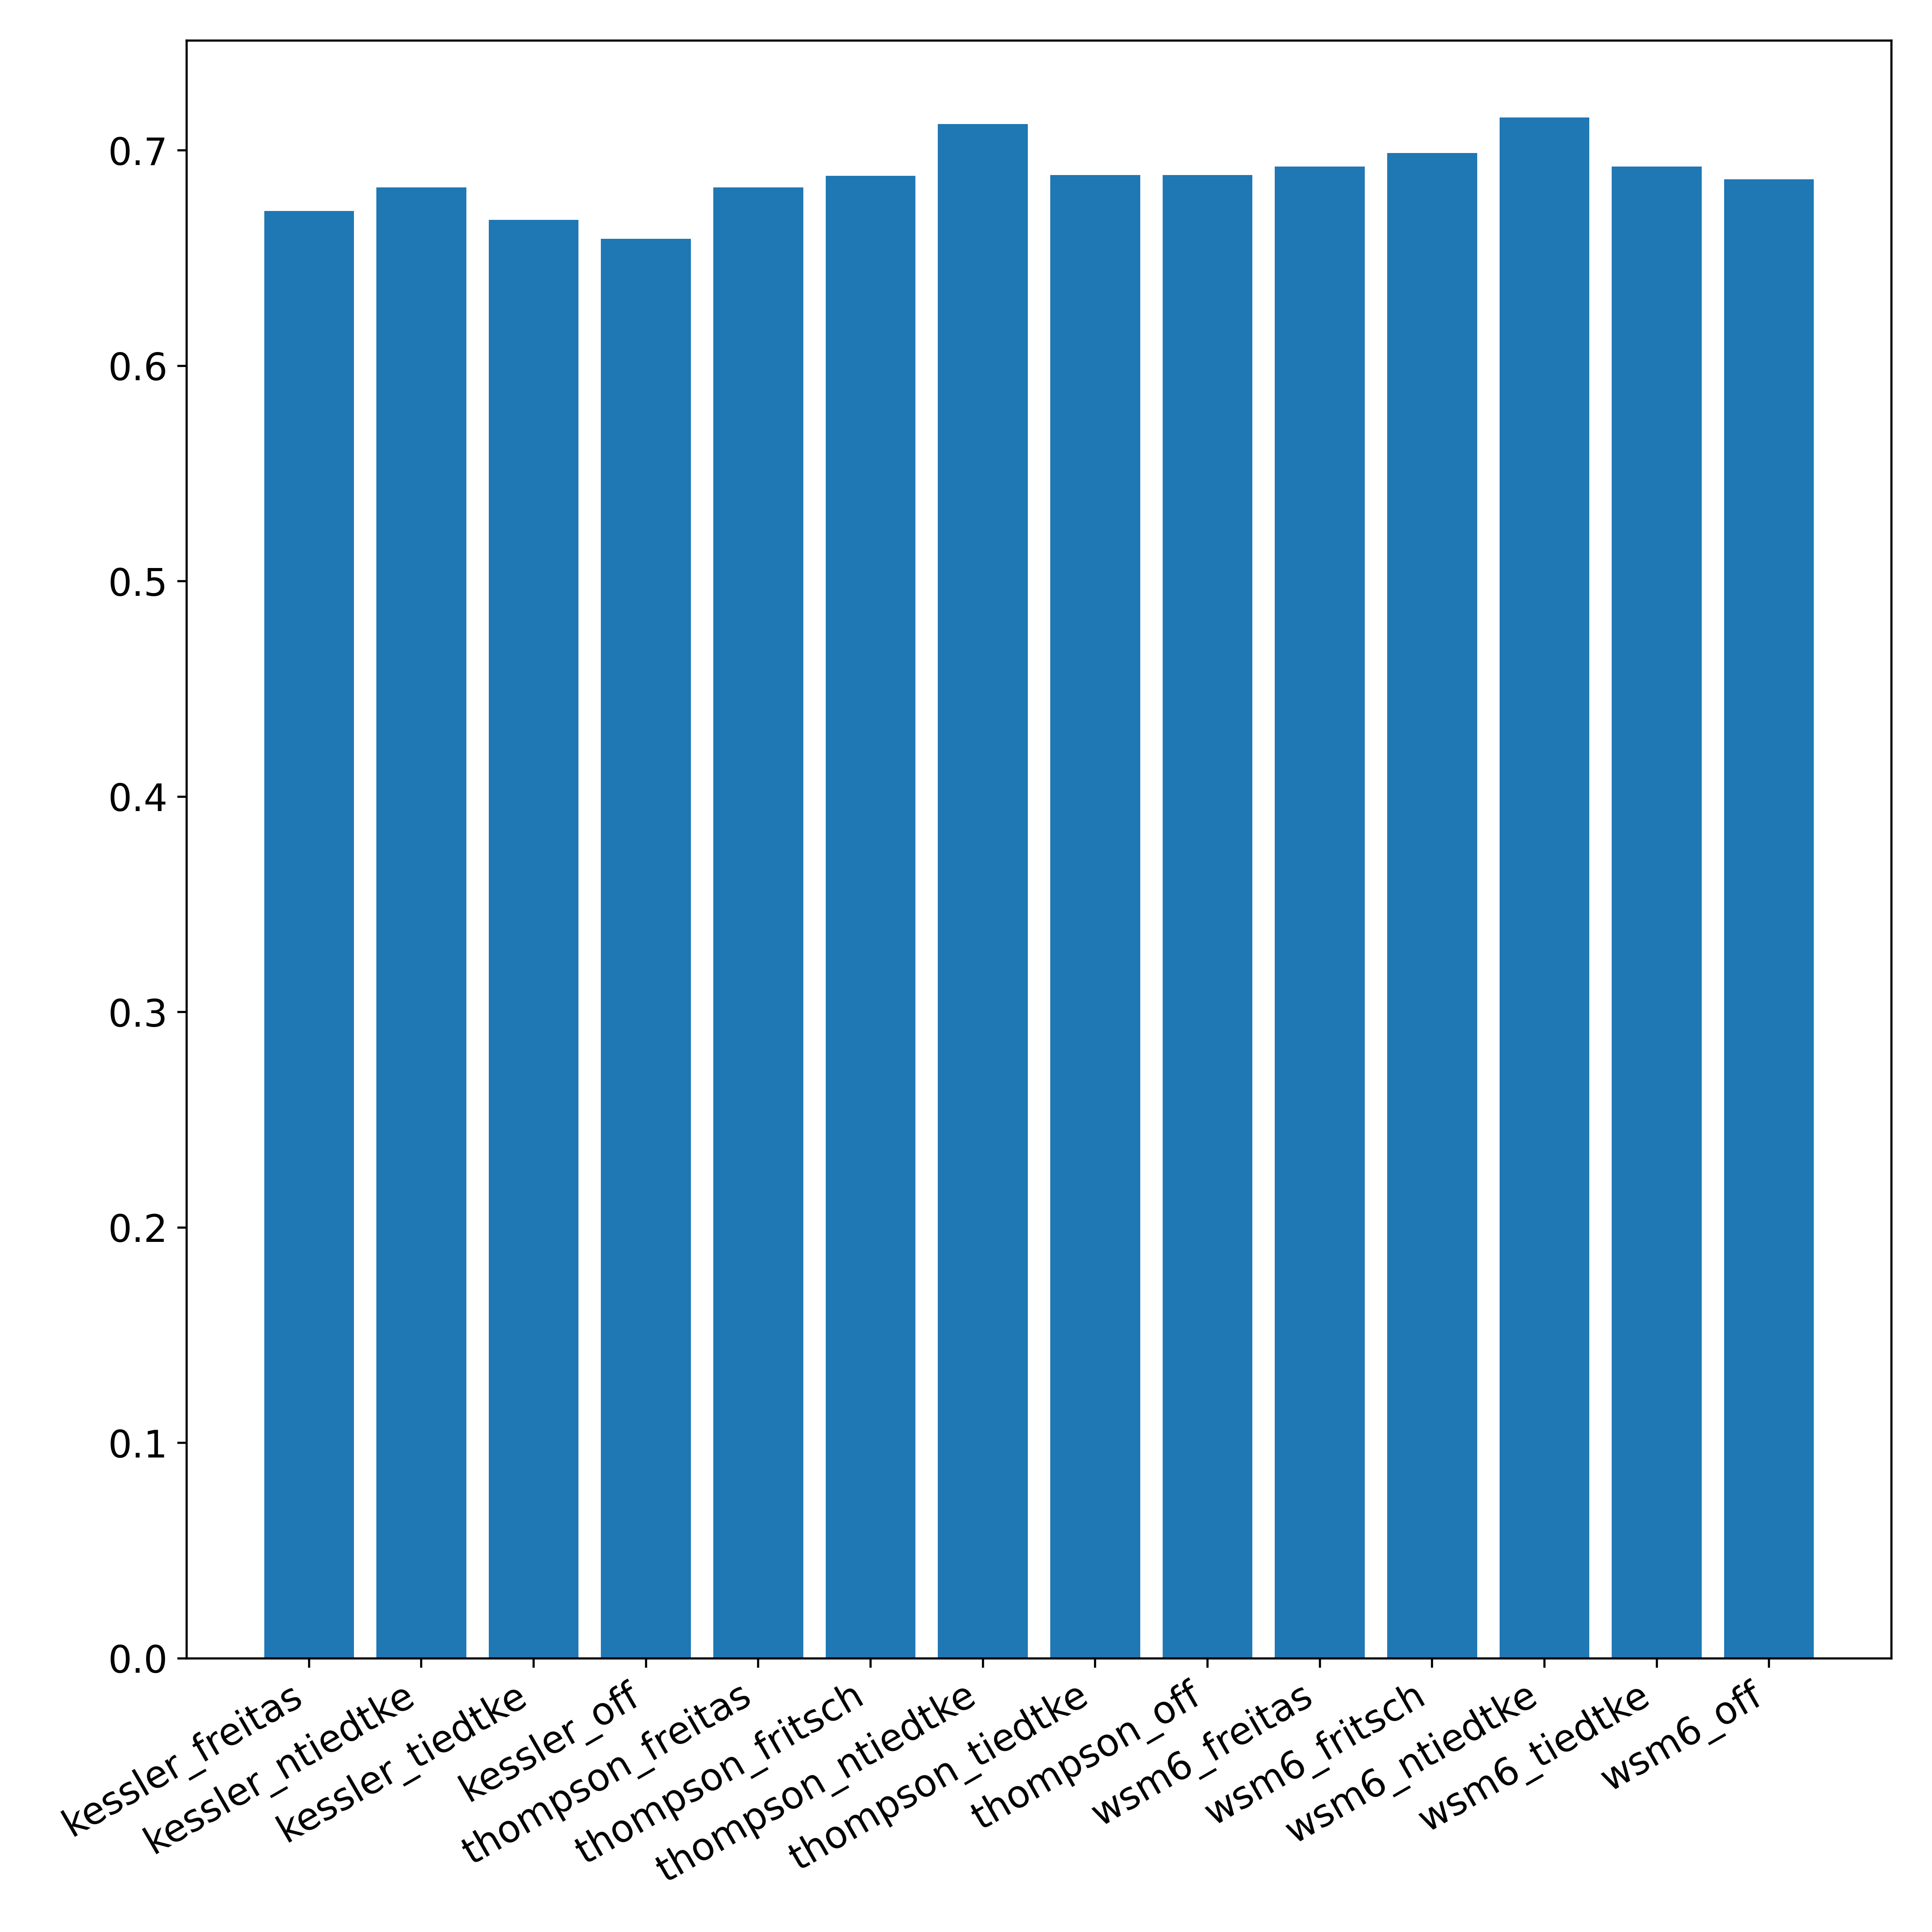 0.7
0.6
0.5
0.4
0.3
0.2
0.1
0.0
kessler_freitas
kessler_ntiedtke
kessler_tiedtke
kessler_off
thompson_freitas
thompson_fritsch
thompson_ntiedtke
thompson_tiedtke
thompson_off
wsm6_freitas
wsm6_fritsch
wsm6_ntiedtke
wsm6_tiedtke
wsm6_off